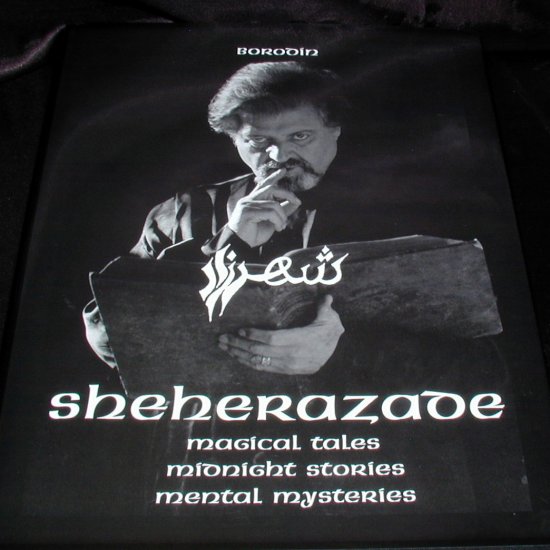 BORODIN
شهرزاد
sheherazade
magical tales
midnight stories
mental mysteries